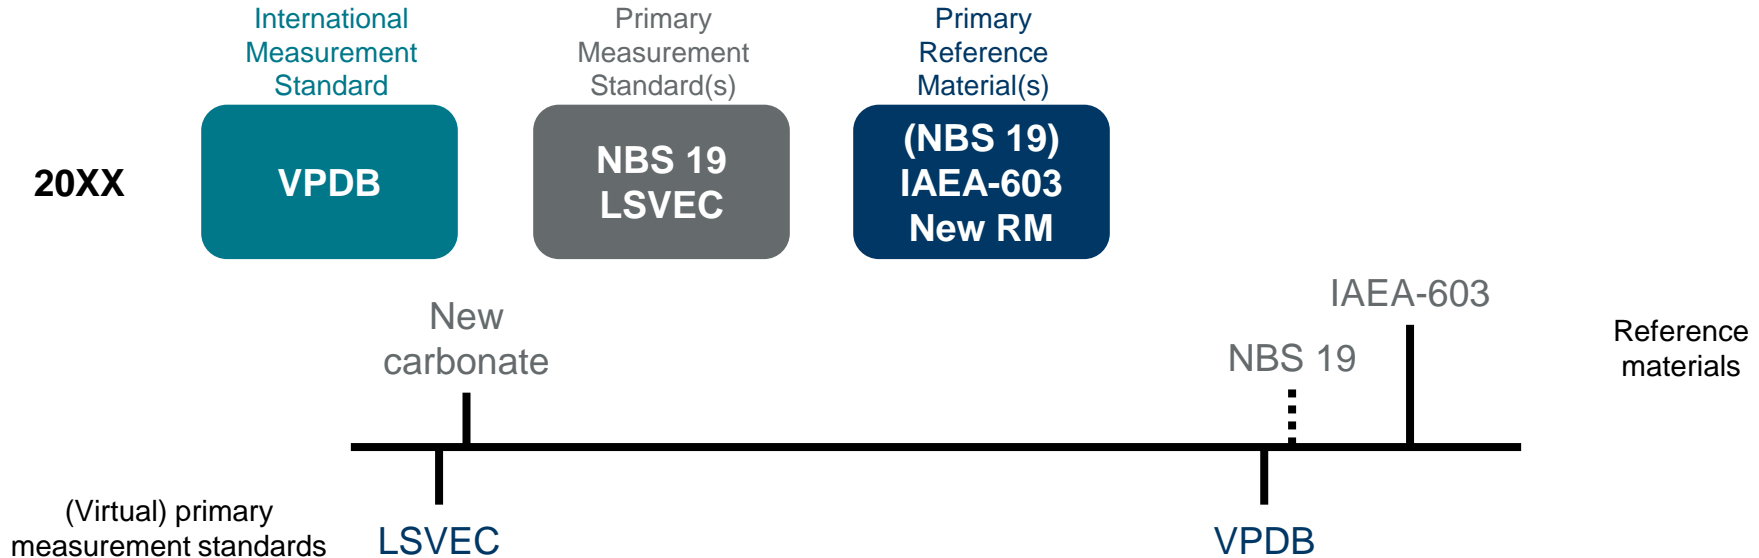 International
Measurement
Standard
Primary
Measurement
Standard(s)
Primary
Reference
Material(s)
20XX
VPDB
NBS 19
LSVEC
(NBS 19)
IAEA-603
New RM
New
carbonate
NBS 19
IAEA-603
Reference
materials
(Virtual) primary
measurement standards
LSVEC
VPDB